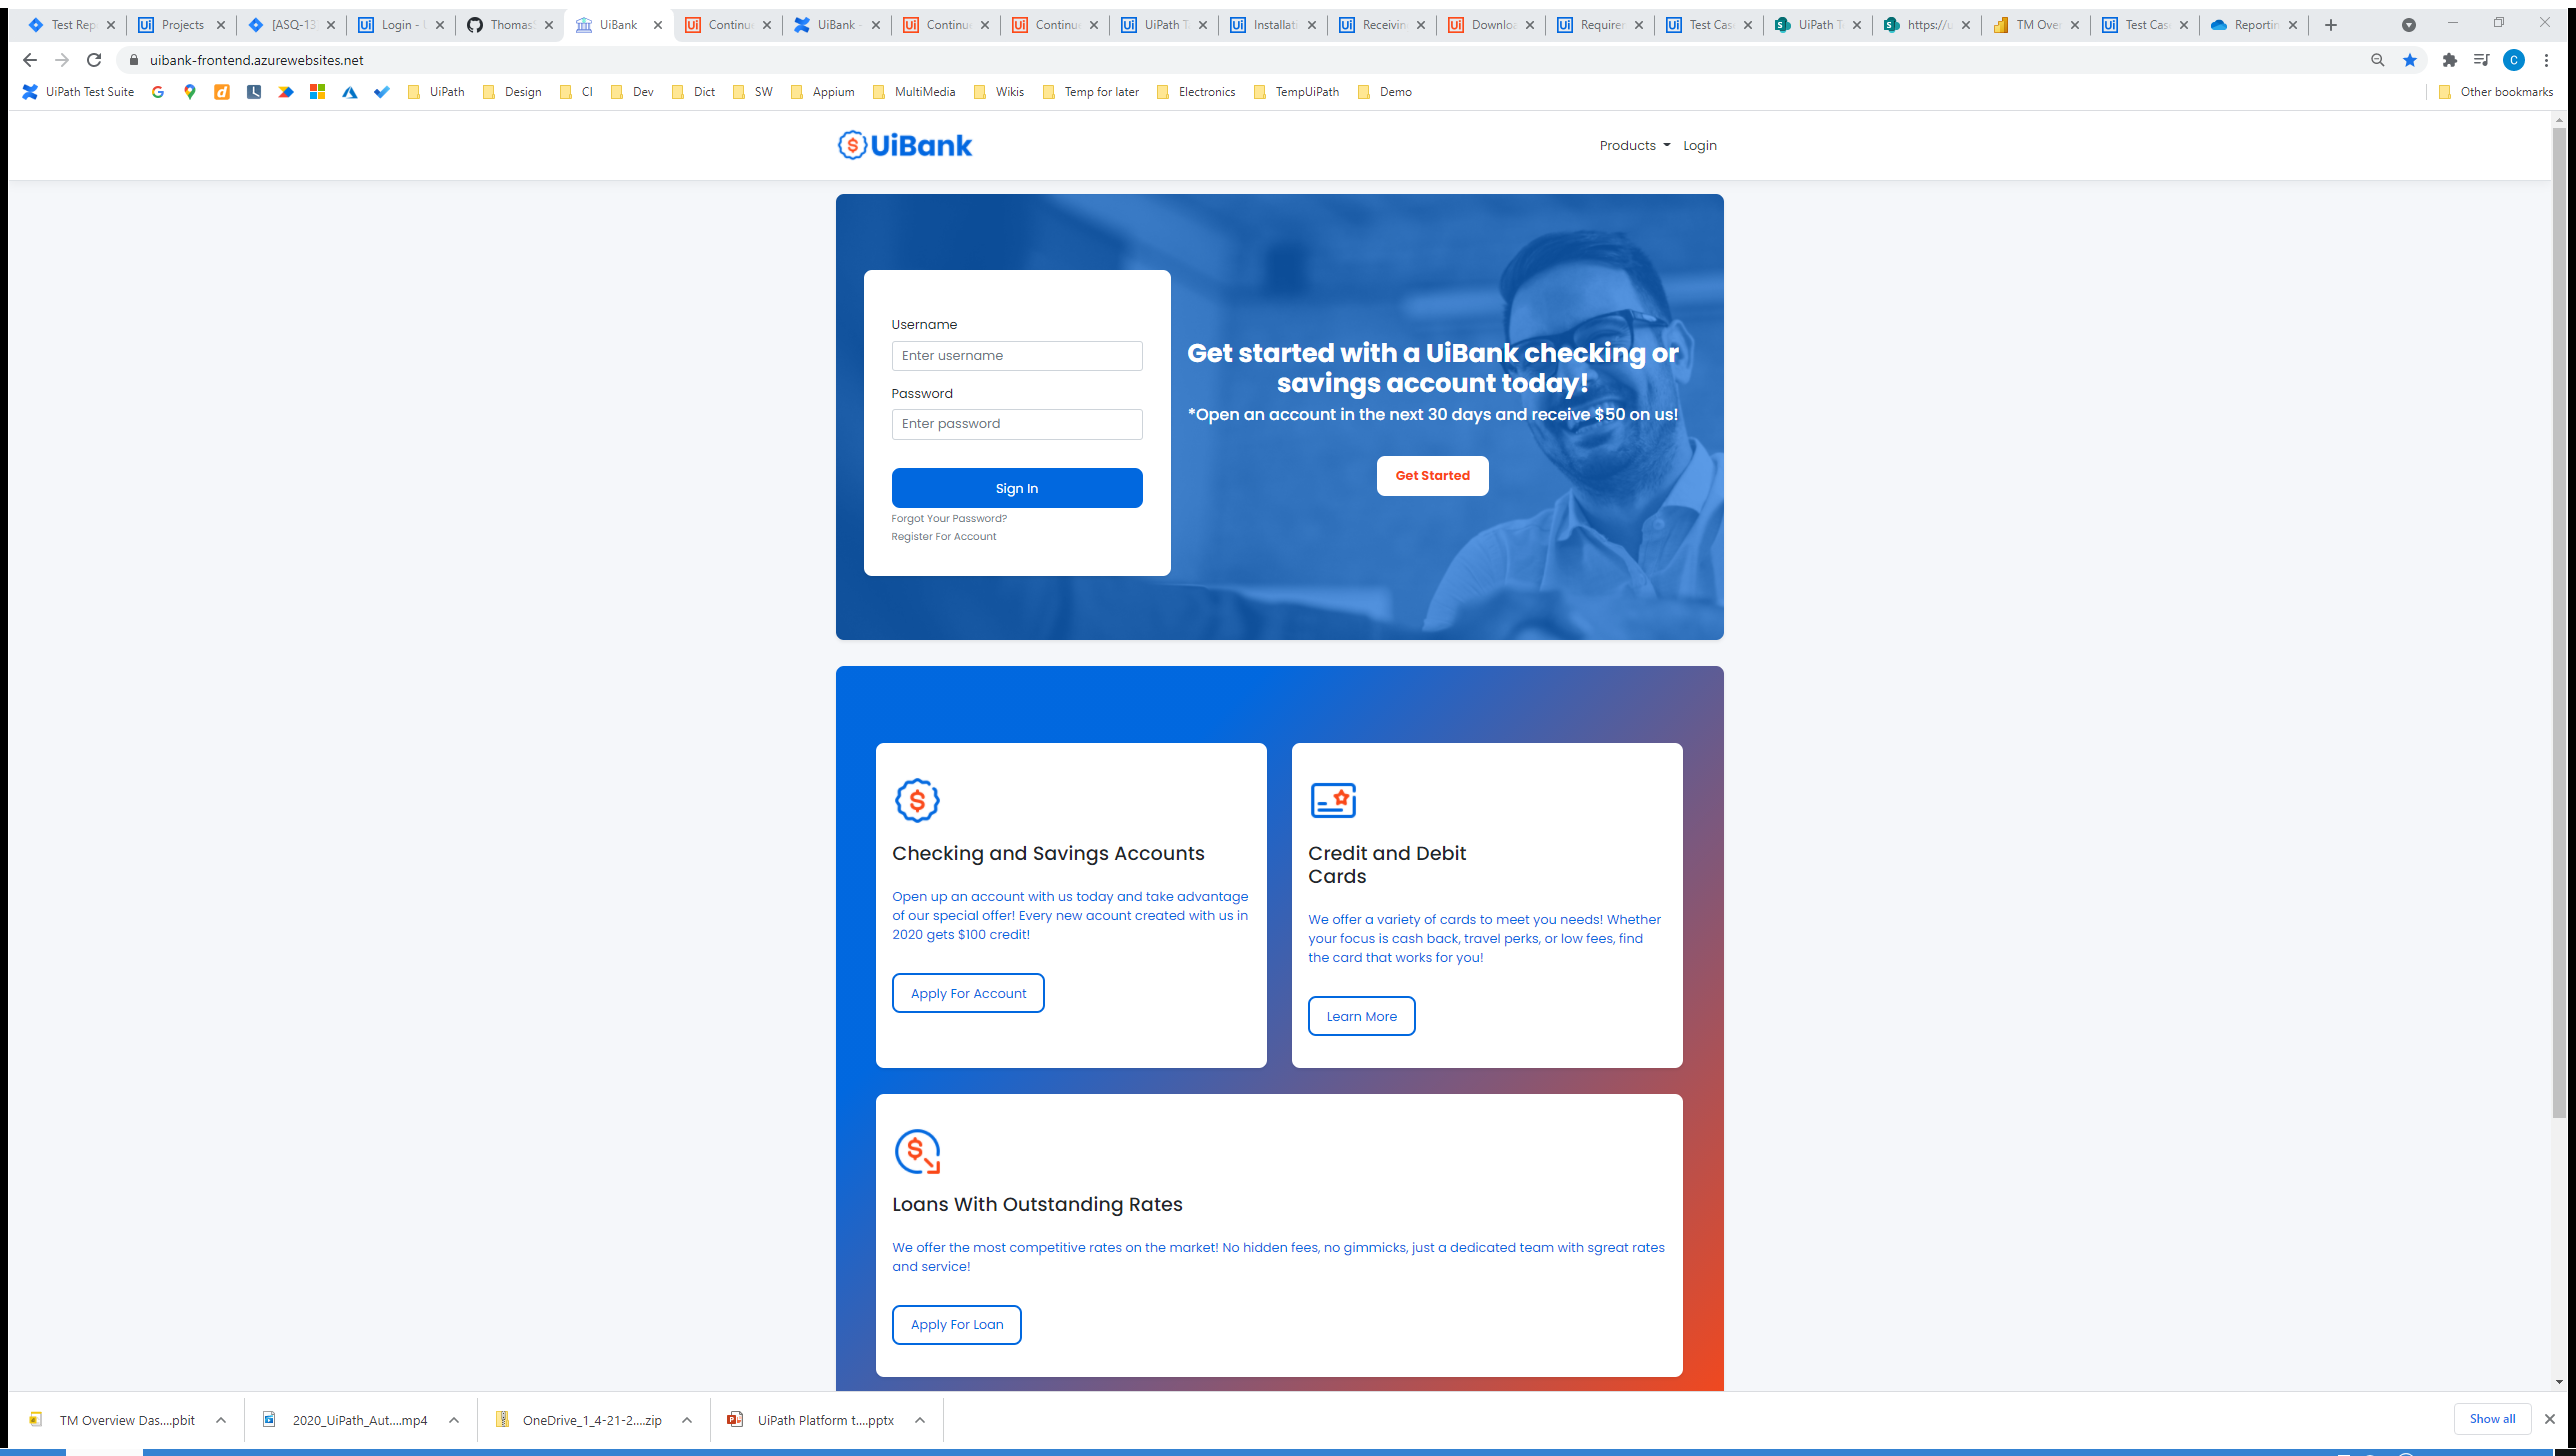 Test Rep
Projects
[ASQ-13
Login - U
Thomas
UiBank
Continue
UiBank -
Continue
Continue
UiPath T
Installati
Receivin
Downloa
Requirem
Test Case
UiPath Te
https://u
TM Over
Test Case
Reportin
uibank-frontend.azurewebsites.net
C
UiPath Test Suite
UiPath
Design
CI
Dev
Dict
SW
Appium
MultiMedia
Wikis
Temp for later
Electronics
TempUiPath
Demo
Other bookmarks
UiBank
Products
Login
Username
Enter username
Password
Enter password
Sign In
Forgot Your Password?
Register For Account
Get started with a UiBank checking or
savings account today!
*Open an account in the next 30 days and receive $50 on us!
Get Started
Checking and Savings Accounts
Open up an account with us today and take advantage
of our special offer! Every new acount created with us in
2020 gets $100 credit!
Apply For Account
Credit and Debit
Cards
We offer a variety of cards to meet you needs! Whether
your focus is cash back, travel perks, or low fees, find
the card that works for you!
Learn More
Loans With Outstanding Rates
We offer the most competitive rates on the market! No hidden fees, no gimmicks, just a dedicated team with sgreat rates
and service!
Apply For Loan
TM Overview Das....pbit
2020_UiPath_Aut....mp4
OneDrive_1_4-21-2....zip
UiPath Platform t....pptx
Show all